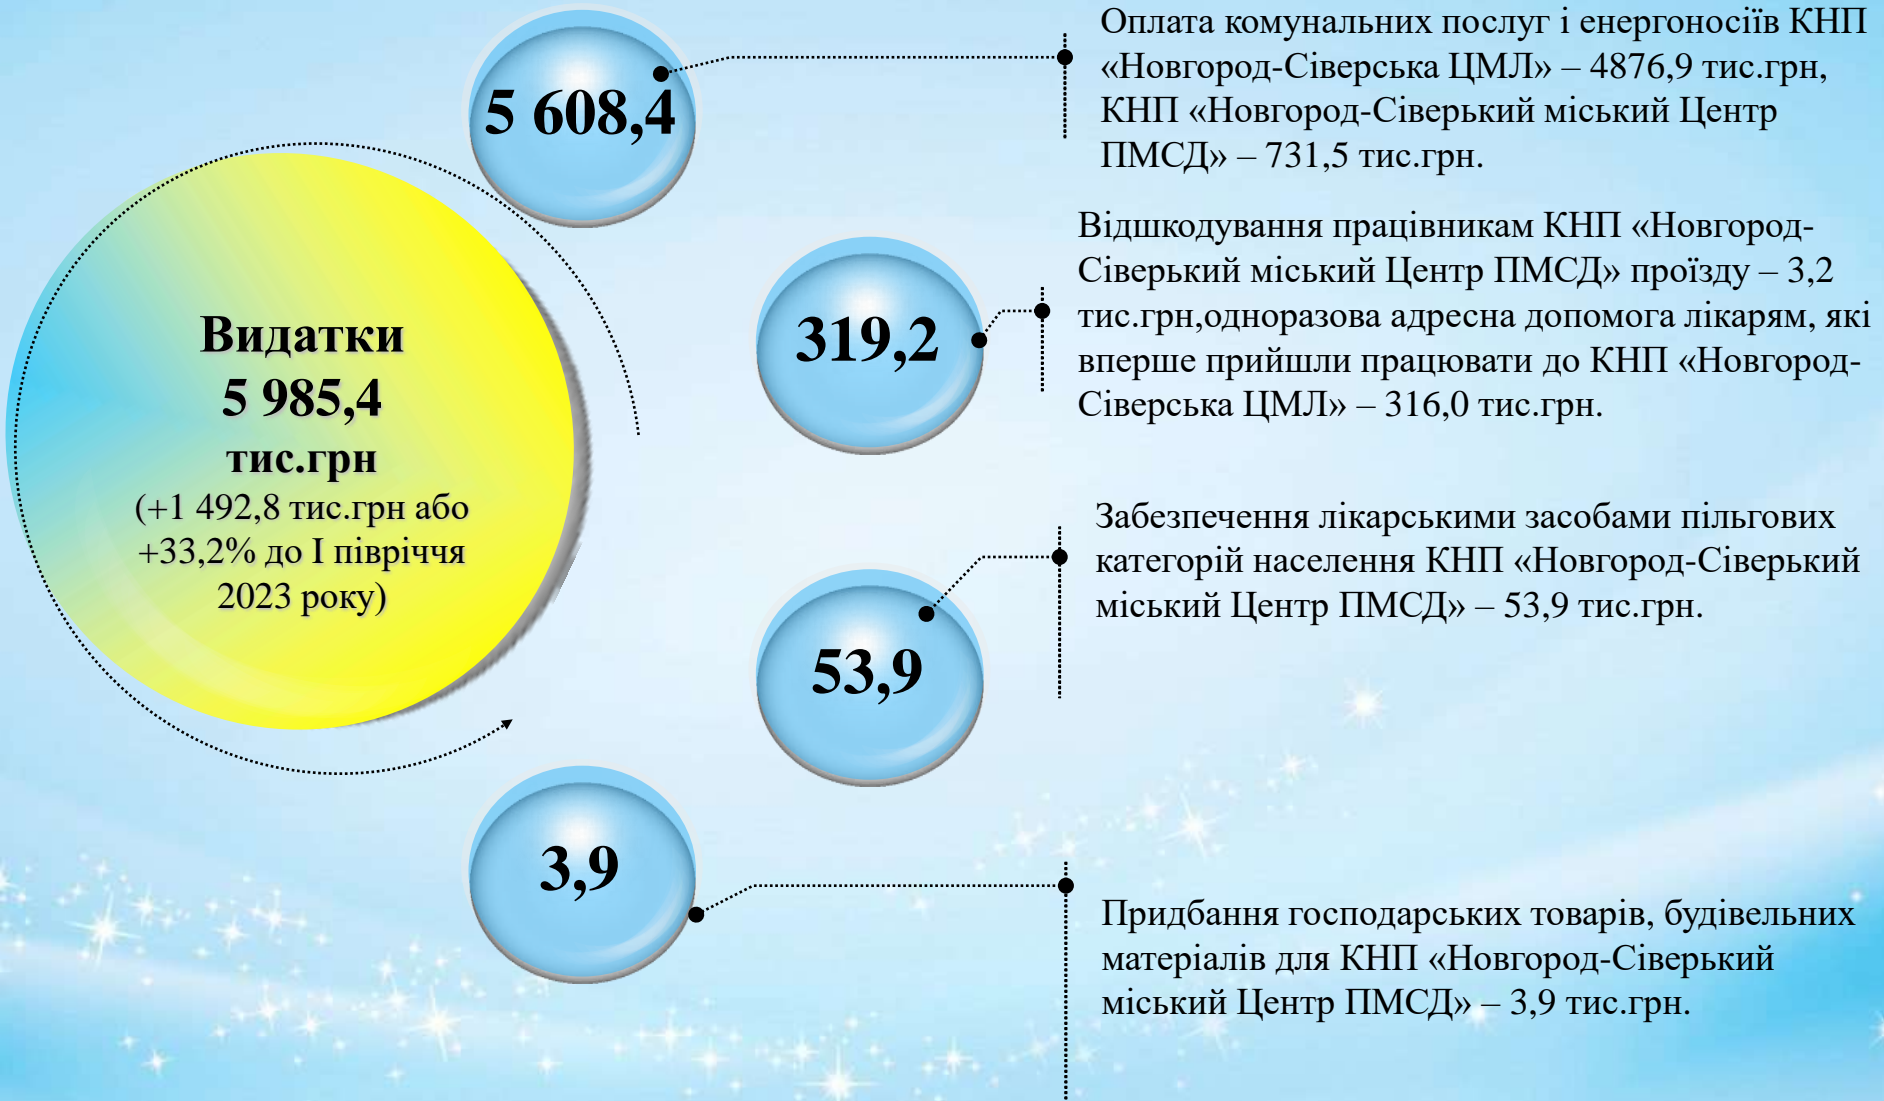 Видатки
5 985,4
тис.грн
(+1 492,8 тис.грн або
+33,2% до І півріччя
2023 року)
5 608,4
Оплата комунальних послуг і енергоносіїв КНП
«Новгород-Сіверська ЦМЛ» – 4876,9 тис.грн,
КНП «Новгород-Сіверький міський Центр
ПМСД» – 731,5 тис.грн.
319,2
Відшкодування працівникам КНП «Новгород-
Сіверький міський Центр ПМСД» проїзду – 3,2
тис.грн,одноразова адресна допомога лікарям, які
вперше прийшли працювати до КНП «Новгород-
Сіверська ЦМЛ» – 316,0 тис.грн.
53,9
Забезпечення лікарськими засобами пільгових
категорій населення КНП «Новгород-Сіверький
міський Центр ПМСД» – 53,9 тис.грн.
3,9
Придбання господарських товарів, будівельних
матеріалів для КНП «Новгород-Сіверький
міський Центр ПМСД» – 3,9 тис.грн.